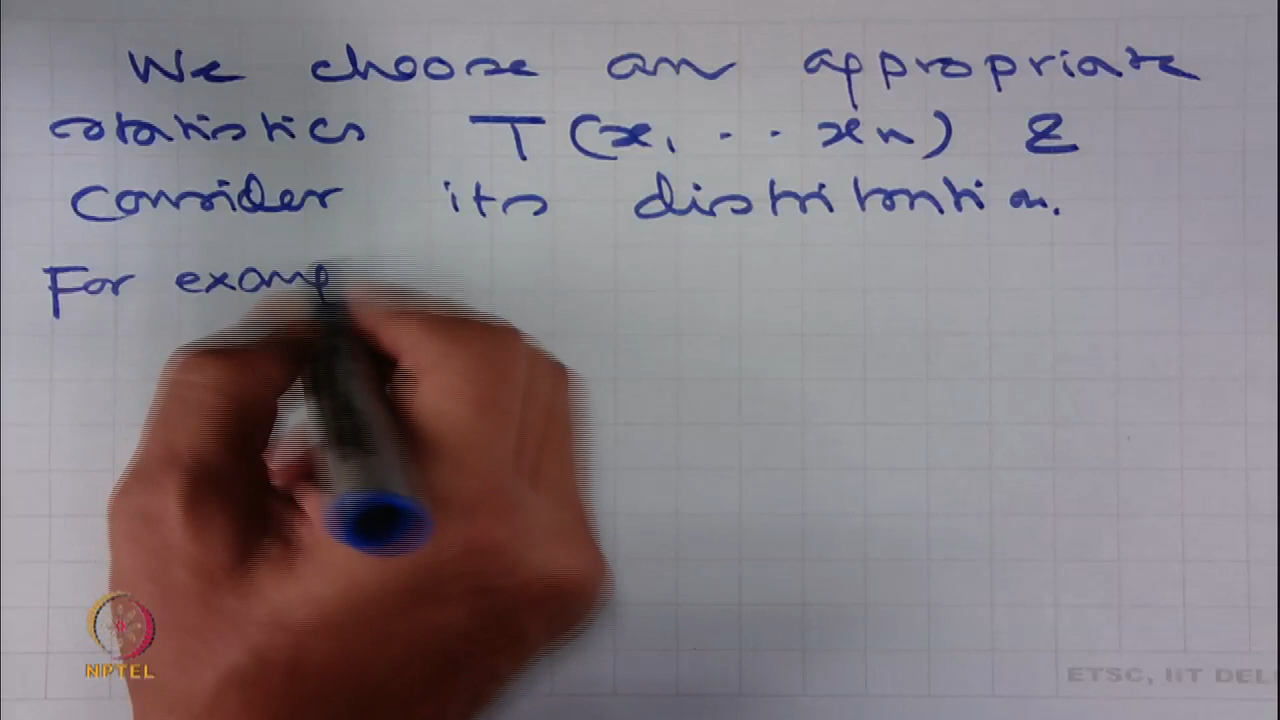 We choose an appropriate
statistics T (x1 .. xn) &
consider its distribution.
For examp
NPTEL
ETSC, IIT DEL